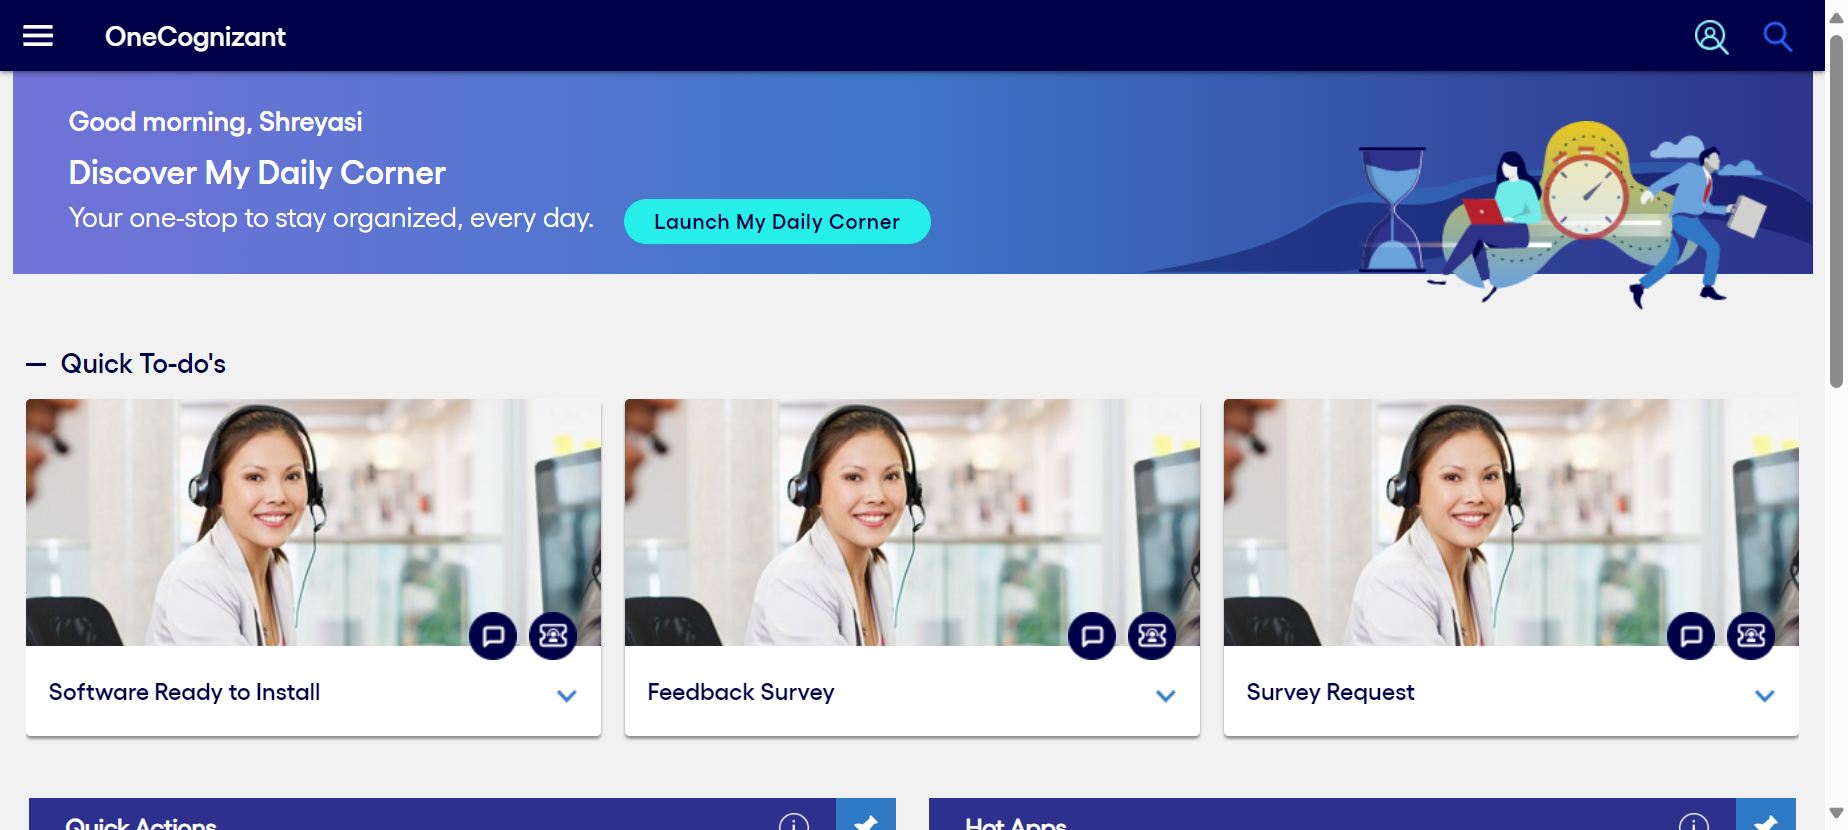 OneCognizant
Good morning, Shreyasi
Discover My Daily Corner
Your one-stop to stay organized, every day.
Launch My Daily Corner
Quick To-do's
Software Ready to Install
Feedback Survey
Survey Request
Quick Actions
Hot Apps